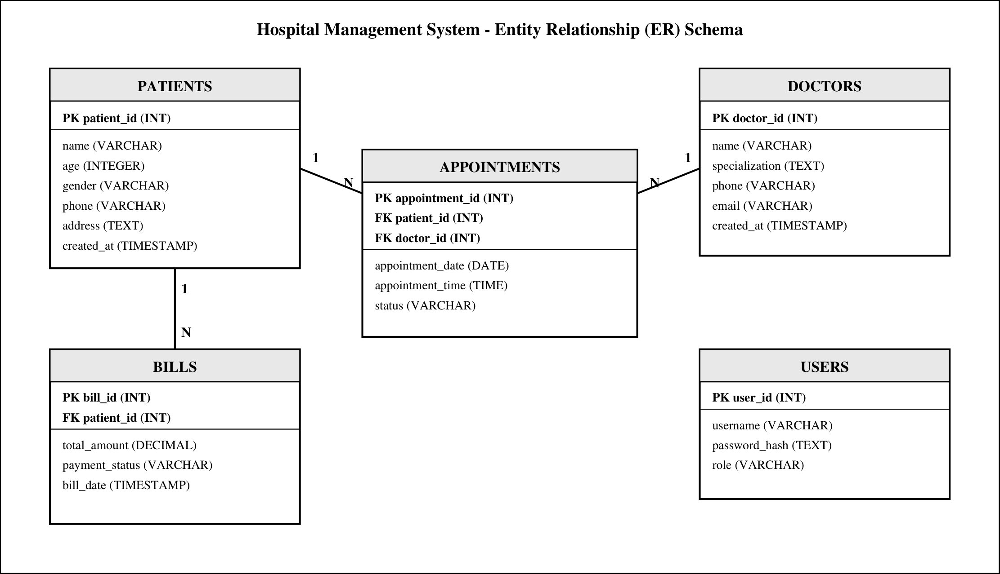 Hospital Management System - Entity Relationship (ER) Schema
PATIENTS
PK patient_id (INT)
name (VARCHAR)
age (INTEGER)
gender (VARCHAR)
phone (VARCHAR)
address (TEXT)
created_at (TIMESTAMP)
1
N
APPOINTMENTS
PK appointment_id (INT)
FK patient_id (INT)
FK doctor_id (INT)
appointment_date (DATE)
appointment_time (TIME)
status (VARCHAR)
1
N
DOCTORS
PK doctor_id (INT)
name (VARCHAR)
specialization (TEXT)
phone (VARCHAR)
email (VARCHAR)
created_at (TIMESTAMP)
1
N
BILLS
PK bill_id (INT)
FK patient_id (INT)
total_amount (DECIMAL)
payment_status (VARCHAR)
bill_date (TIMESTAMP)
USERS
PK user_id (INT)
username (VARCHAR)
password_hash (TEXT)
role (VARCHAR)